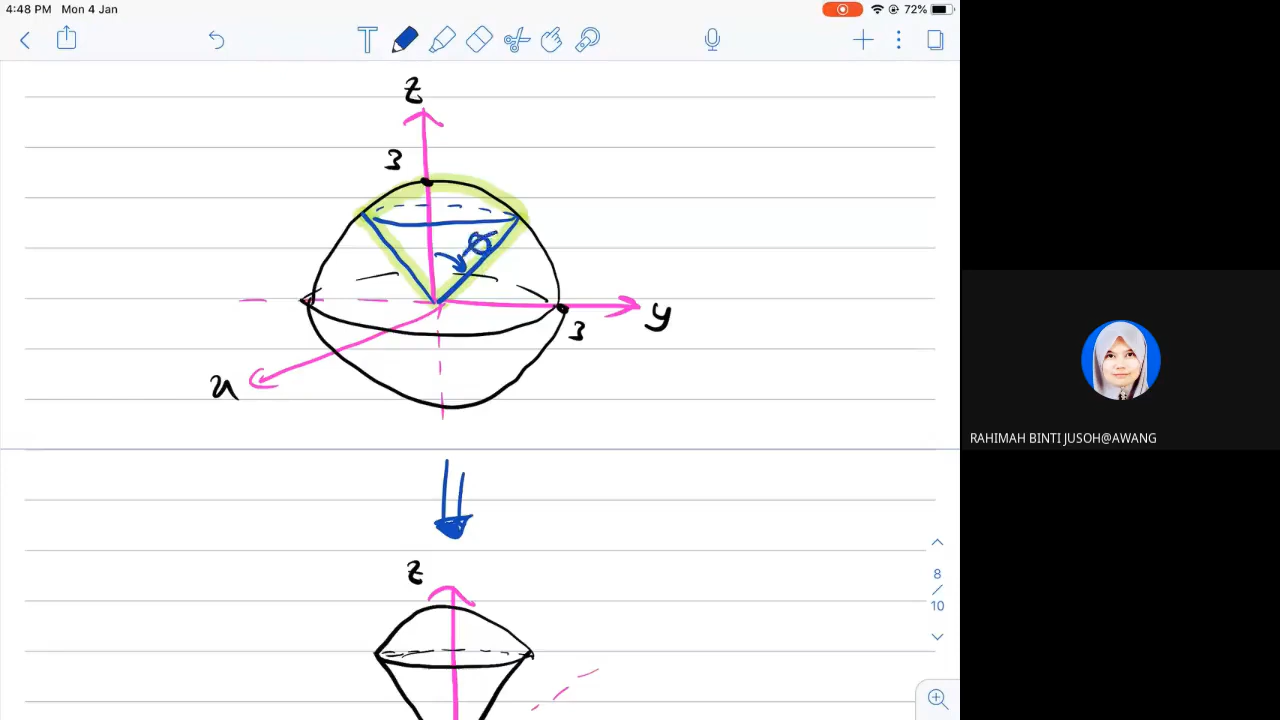 4:48 PM Mon 4 Jan
72%
T
z
3
ϕ
y
3
x
RAHIMAH BINTI JUSOH@AWANG
z
8
/
10